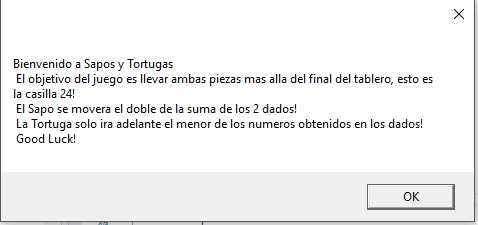 Bienvenido a Sapos y Tortugas
El objetivo del juego es llevar ambas piezas mas alla del final del tablero, esto es
la casilla 24!
El Sapo se movera el doble de la suma de los 2 dados!
La Tortuga solo ira adelante el menor de los numeros obtenidos en los dados!
Good Luck!
OK